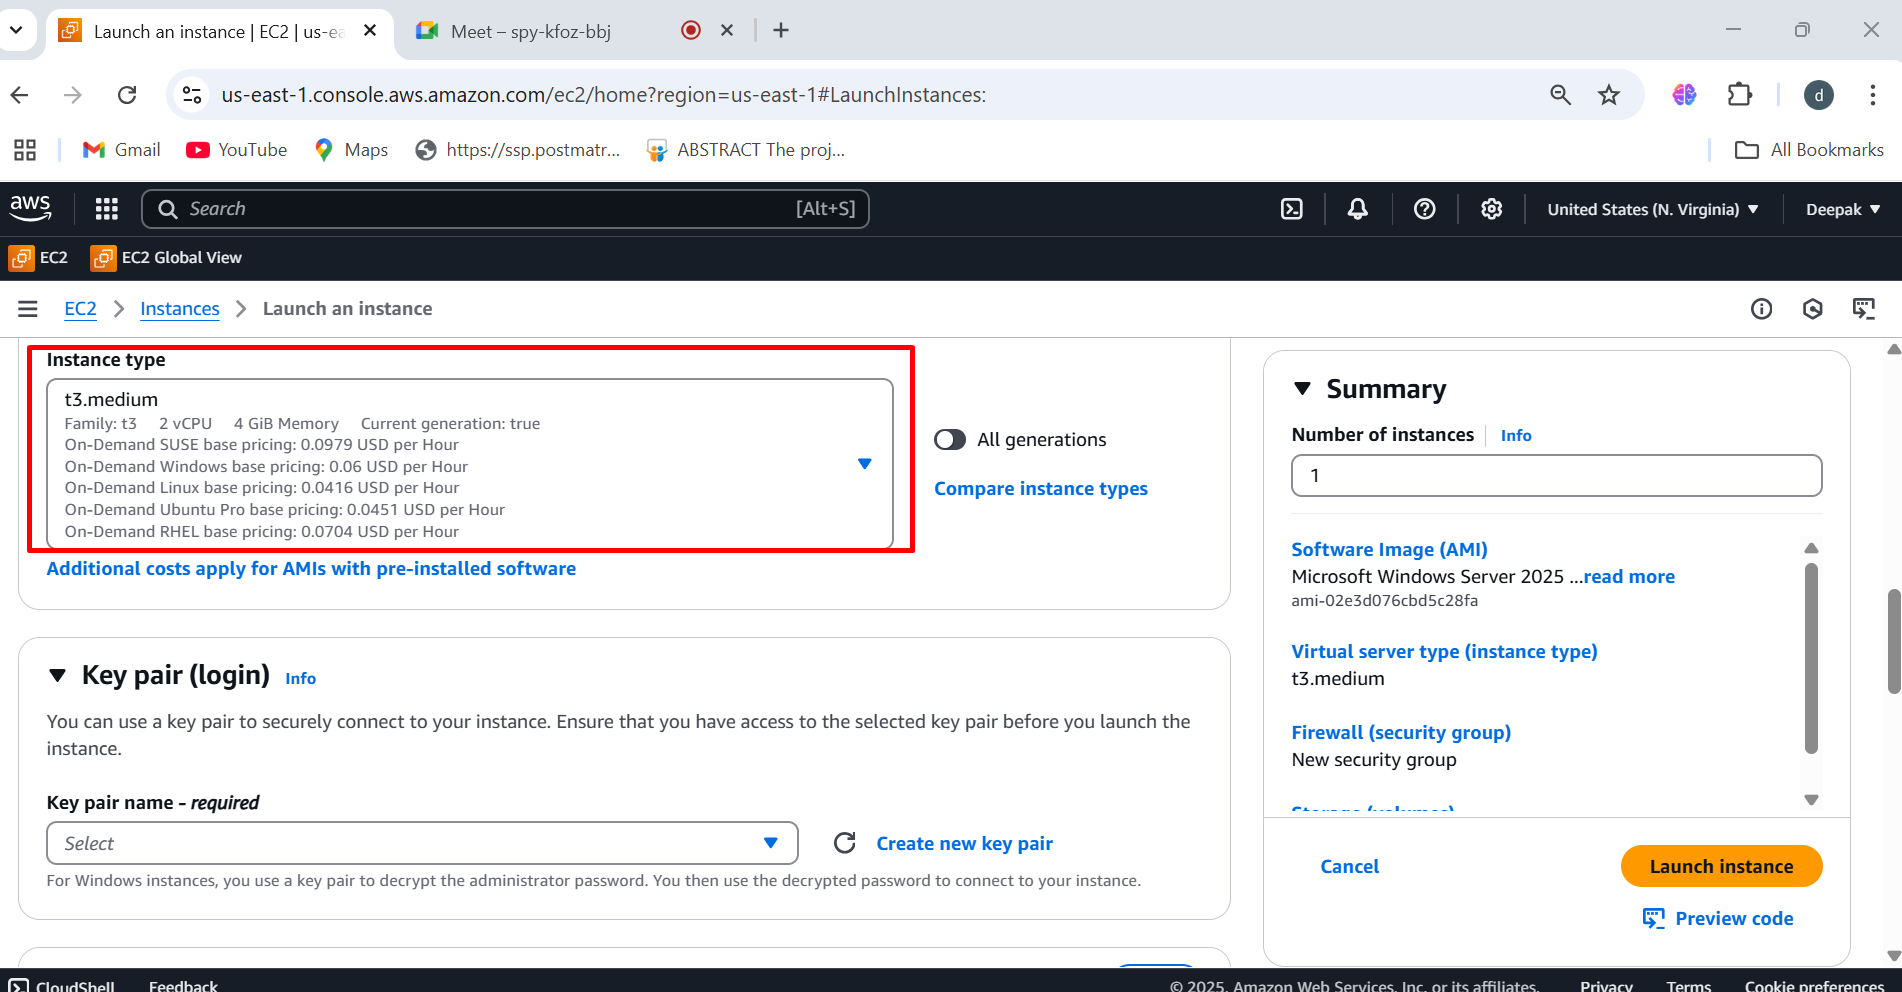 Launch an instance | EC2 | us-ea
Meet – spy-kfoz-bbj
us-east-1.console.aws.amazon.com/ec2/home?region=us-east-1#LaunchInstances:
d
Gmail
YouTube
Maps
https://ssp.postmatr...
ABSTRACT The proj...
All Bookmarks
aws
Search
[Alt+S]
United States (N. Virginia)
Deepak
EC2
EC2 Global View
EC2
Instances
Launch an instance
Instance type
t3.medium
Family: t3 2 vCPU 4 GiB Memory Current generation: true
On-Demand SUSE base pricing: 0.0979 USD per Hour
On-Demand Windows base pricing: 0.06 USD per Hour
On-Demand Linux base pricing: 0.0416 USD per Hour
On-Demand Ubuntu Pro base pricing: 0.0451 USD per Hour
On-Demand RHEL base pricing: 0.0704 USD per Hour
All generations
Compare instance types
Additional costs apply for AMIs with pre-installed software
Key pair (login) Info
You can use a key pair to securely connect to your instance. Ensure that you have access to the selected key pair before you launch the
instance.
Key pair name - required
Select
Create new key pair
For Windows instances, you use a key pair to decrypt the administrator password. You then use the decrypted password to connect to your instance.
Summary
Number of instances Info
1
Software Image (AMI)
Microsoft Windows Server 2025 ...read more
ami-02e3d076cbd5c28fa
Virtual server type (instance type)
t3.medium
Firewall (security group)
New security group
Storage (volumes)
Cancel
Launch instance
Preview code
CloudShell
Feedback
© 2025, Amazon Web Services, Inc. or its affiliates.
Privacy
Terms
Cookie preferences